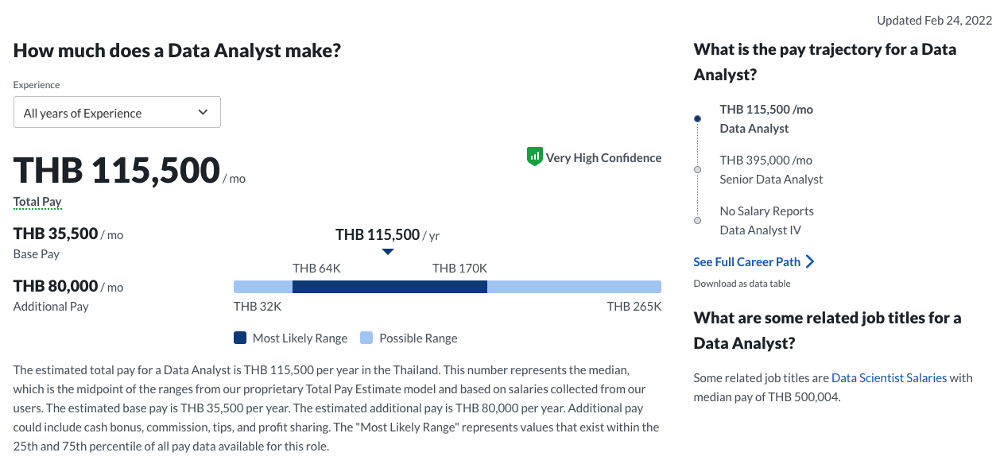 Updated Feb 24, 2022
How much does a Data Analyst make?
Experience
All years of Experience
THB 115,500 / mo
Total Pay
Very High Confidence
THB 35,500 / mo
Base Pay
THB 80,000 / mo
Additional Pay
THB 115,500 / yr
THB 64K THB 170K
THB 32K THB 265K
Most Likely Range Possible Range
The estimated total pay for a Data Analyst is THB 115,500 per year in the Thailand. This number represents the median,
which is the midpoint of the ranges from our proprietary Total Pay Estimate model and based on salaries collected from our
users. The estimated base pay is THB 35,500 per year. The estimated additional pay is THB 80,000 per year. Additional pay
could include cash bonus, commission, tips, and profit sharing. The "Most Likely Range" represents values that exist within the
25th and 75th percentile of all pay data available for this role.
What is the pay trajectory for a Data
Analyst?
THB 115,500 /mo
Data Analyst
THB 395,000 /mo
Senior Data Analyst
No Salary Reports
Data Analyst IV
See Full Career Path
Download as data table
What are some related job titles for a
Data Analyst?
Some related job titles are Data Scientist Salaries with
median pay of THB 500,004.